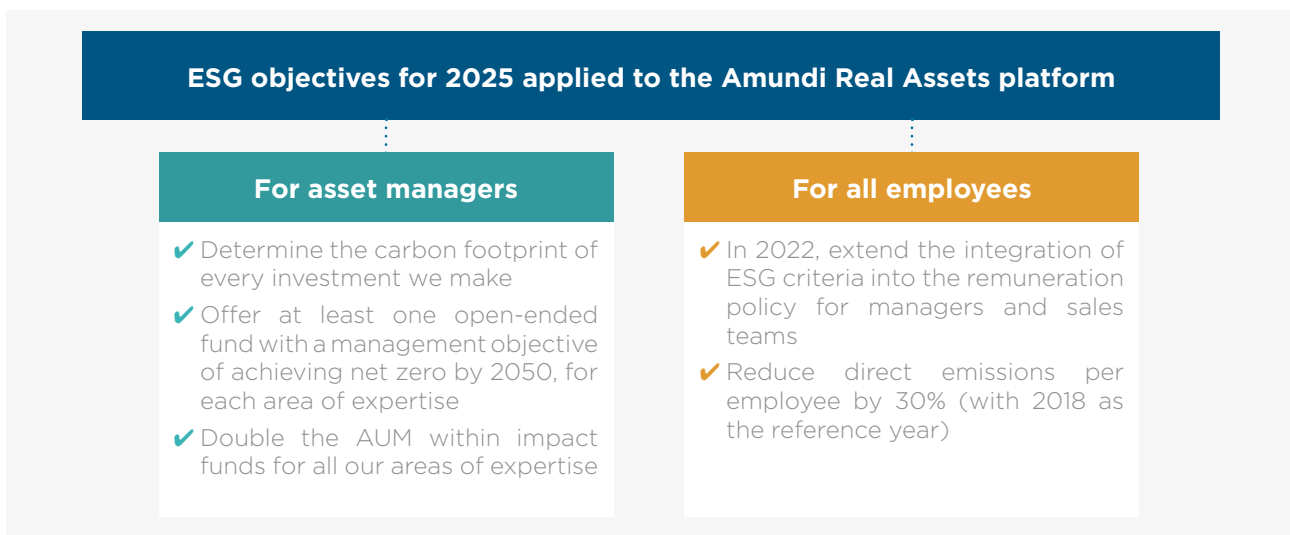 ESG objectives for 2025 applied to the Amundi Real Assets platform
For asset managers
✔ Determine the carbon footprint of
every investment we make
✔ Offer at least one open-ended
fund with a management objective
of achieving net zero by 2050, for
each area of expertise
✔ Double the AUM within impact
funds for all our areas of expertise
For all employees
✔ In 2022, extend the integration of
ESG criteria into the remuneration
policy for managers and sales
teams
✔ Reduce direct emissions per
employee by 30% (with 2018 as
the reference year)